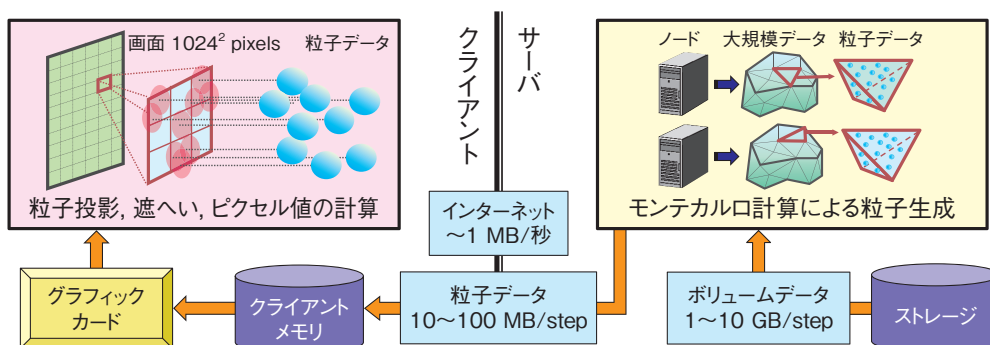 画面 1024² pixels
粒子データ
粒子投影, 遮へい, ピクセル値の計算
クライアント
サーバ
ノード
大規模データ
粒子データ
モンテカルロ計算による粒子生成
インターネット
～1 MB/秒
グラフィック
カード
クライアント
メモリ
粒子データ
10～100 MB/step
ボリュームデータ
1～10 GB/step
ストレージ